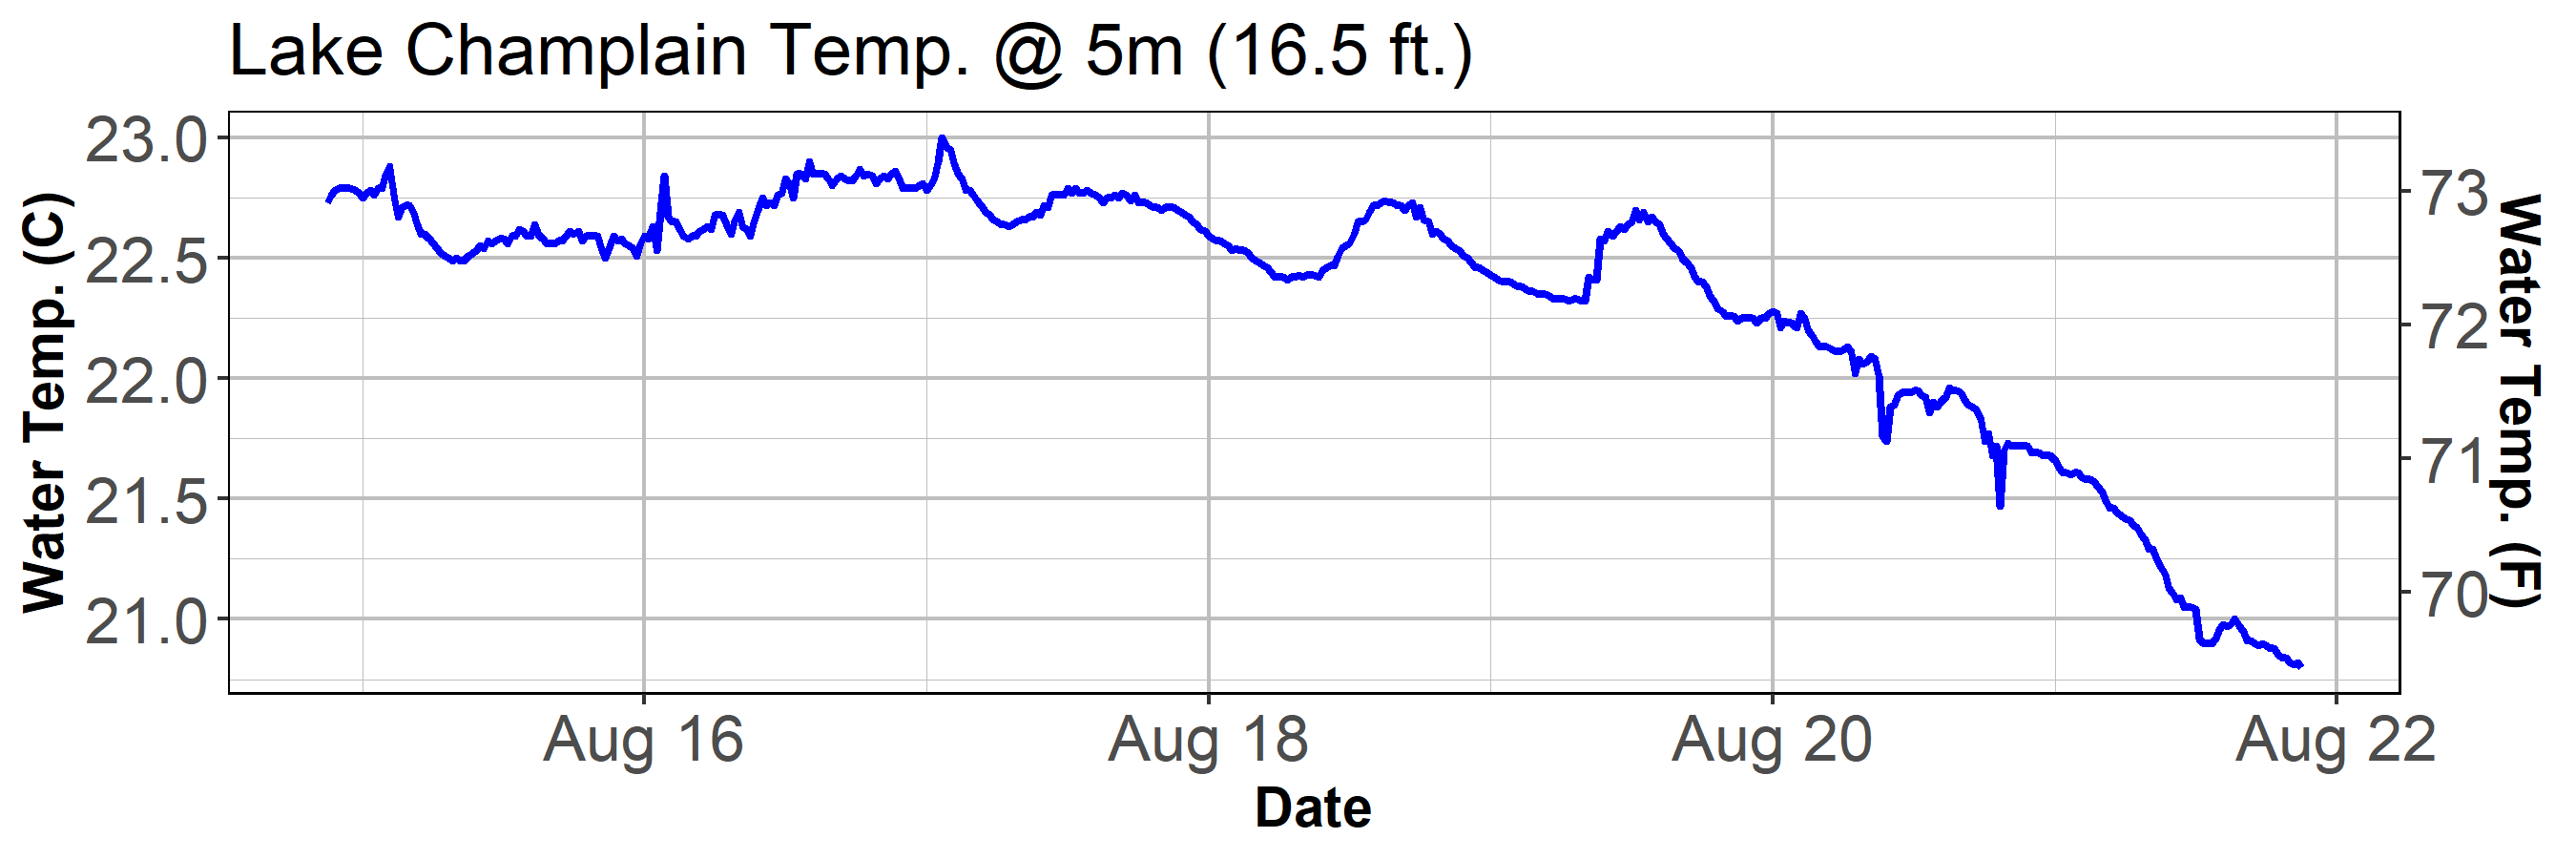 Lake Champlain Temp. @ 5m (16.5 ft.)
Water Temp. (C)
23.0
22.5
22.0
21.5
21.0
73
72
71
70
Water Temp. (F)
Aug 16 Aug 18 Aug 20 Aug 22
Date